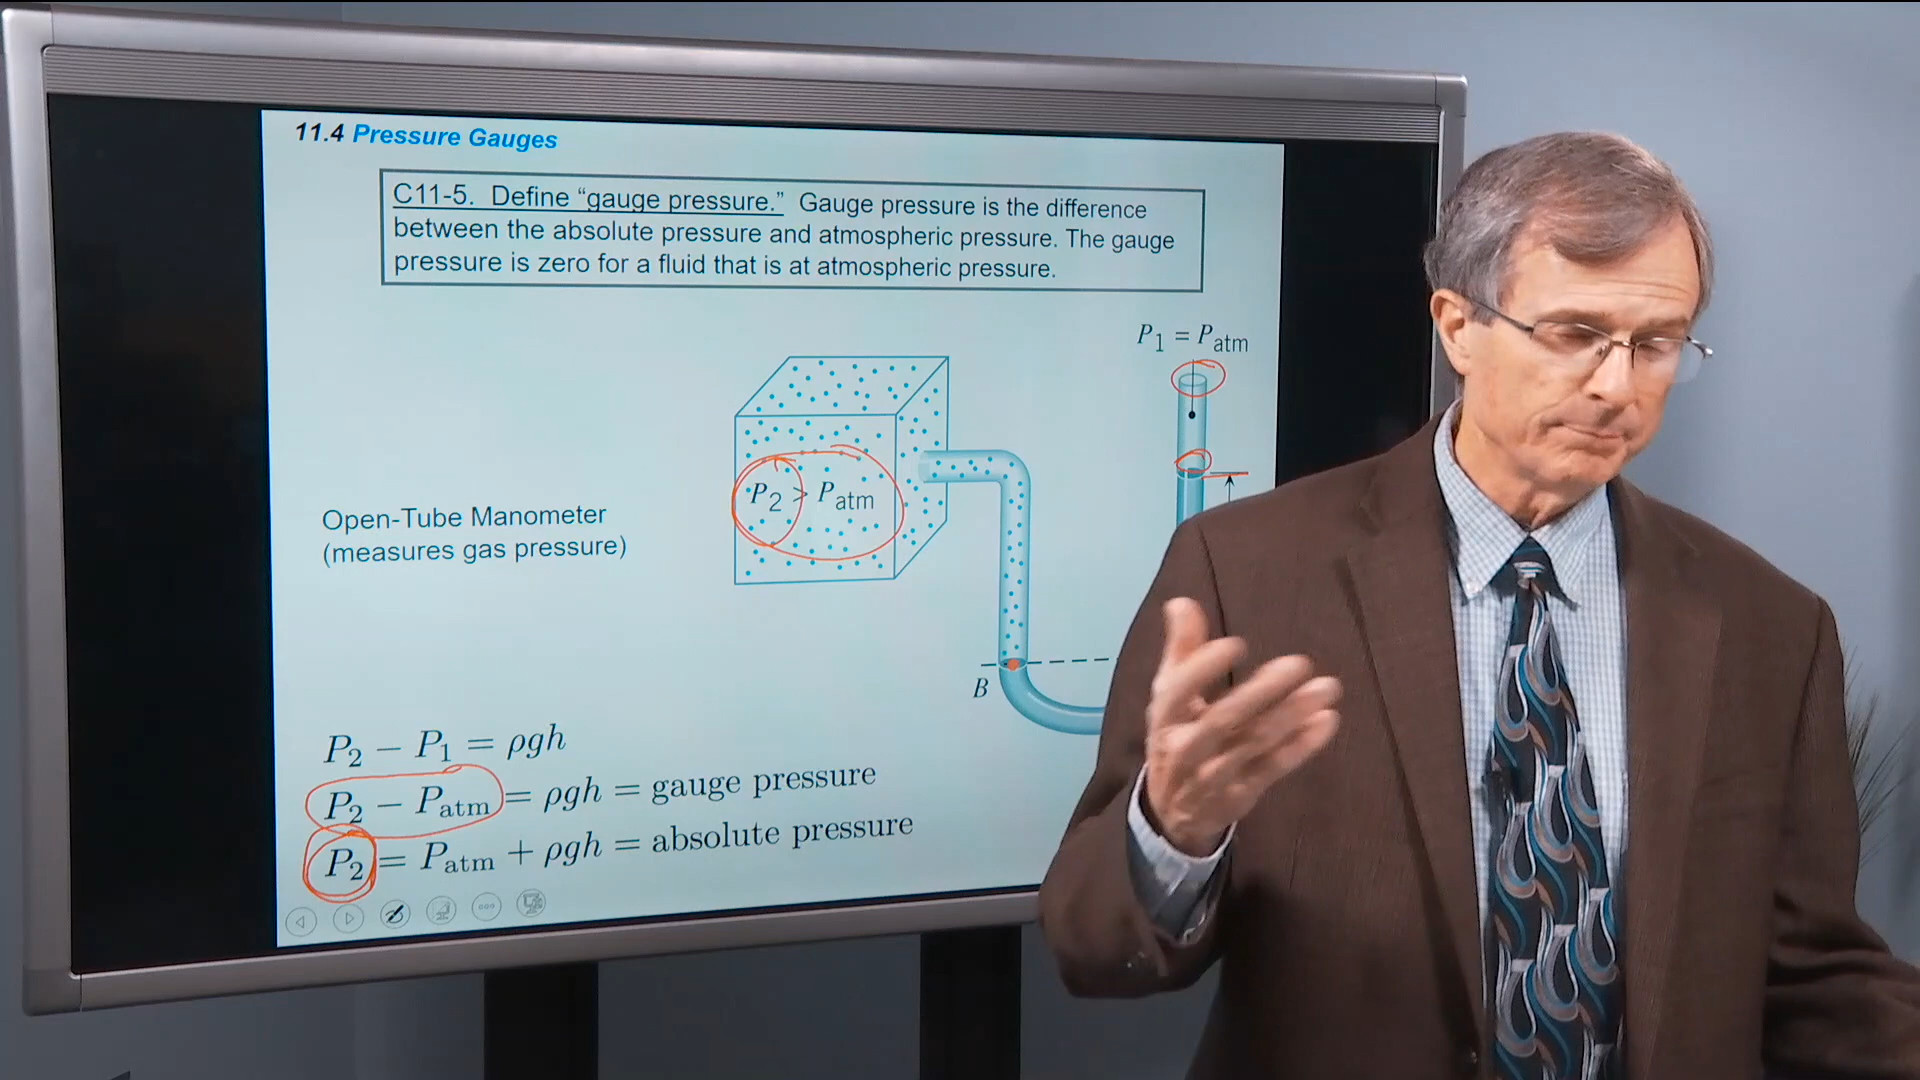 11.4 Pressure Gauges
C11-5. Define “gauge pressure.” Gauge pressure is the difference
between the absolute pressure and atmospheric pressure. The gauge
pressure is zero for a fluid that is at atmospheric pressure.
P₁ = Patm
P₂ > Patm
Open-Tube Manometer
(measures gas pressure)
B
P₂ − P₁ = ρgh
P₂ − Patm = ρgh = gauge pressure
P₂ = Patm + ρgh = absolute pressure